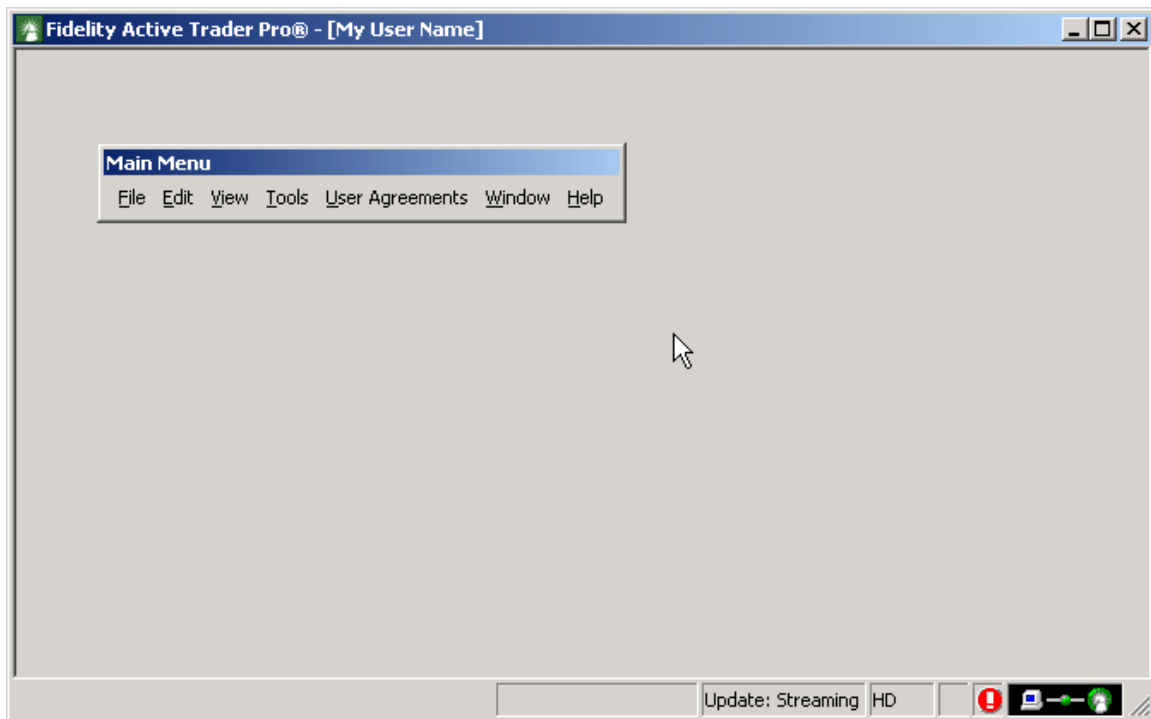 Fidelity Active Trader Pro® - [My User Name]
Main Menu
File Edit View Tools User Agreements Window Help
Update: Streaming HD